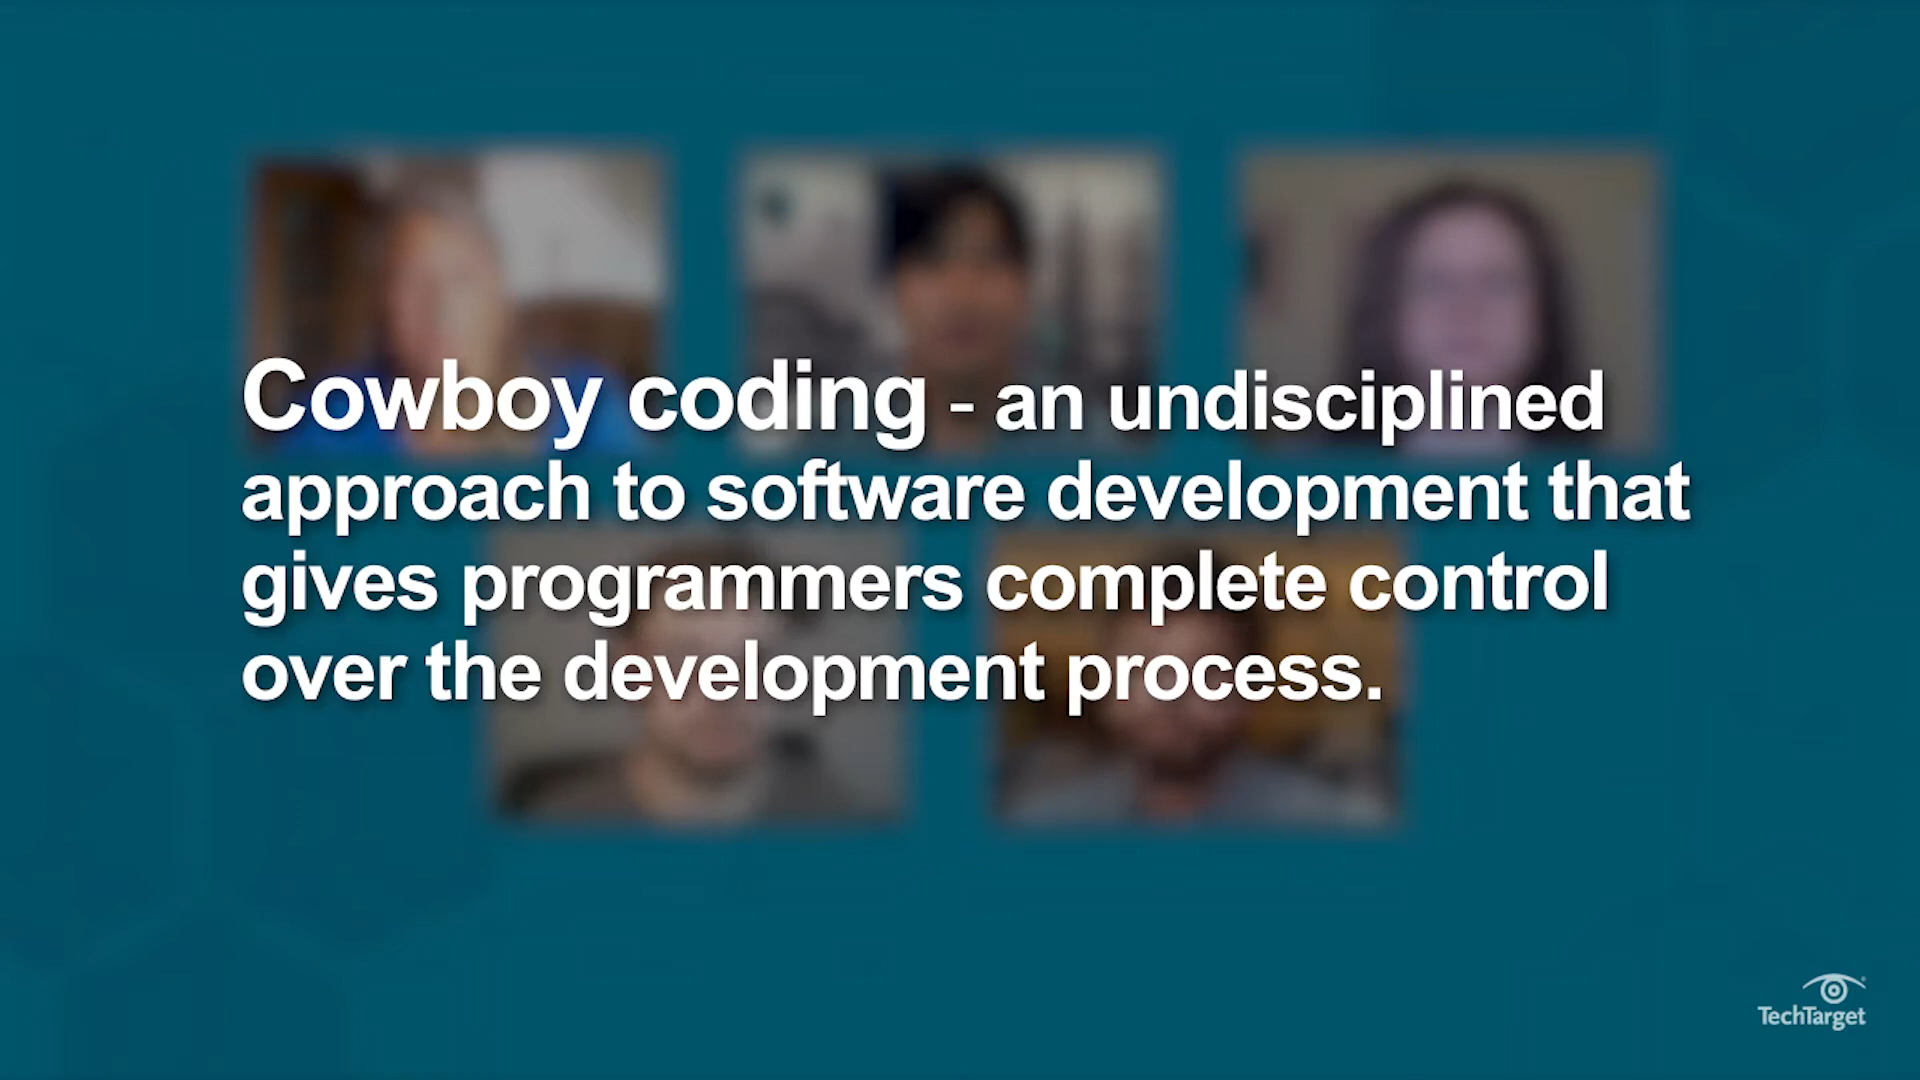 Cowboy coding - an undisciplined
approach to software development that
gives programmers complete control
over the development process.
TechTarget